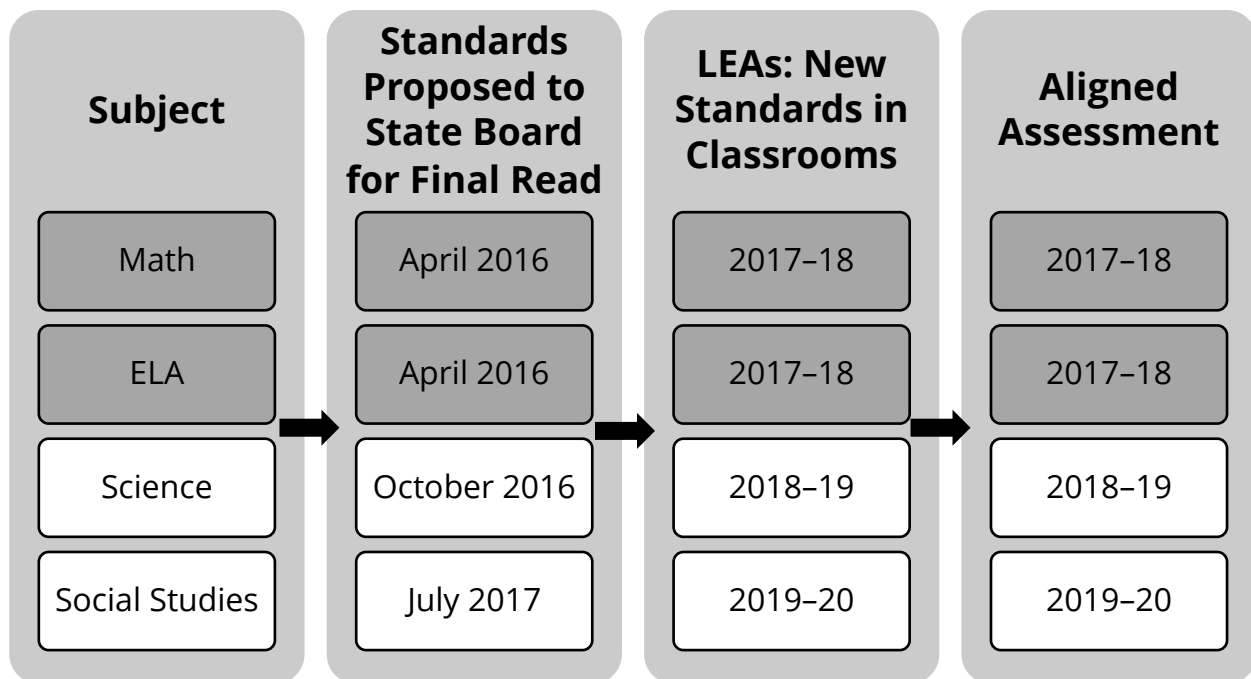 Subject
Standards
Proposed to
State Board
for Final Read
LEAs: New
Standards in
Classrooms
Aligned
Assessment
Math
April 2016
2017–18
2017–18
ELA
April 2016
2017–18
2017–18
Science
October 2016
2018–19
2018–19
Social Studies
July 2017
2019–20
2019–20